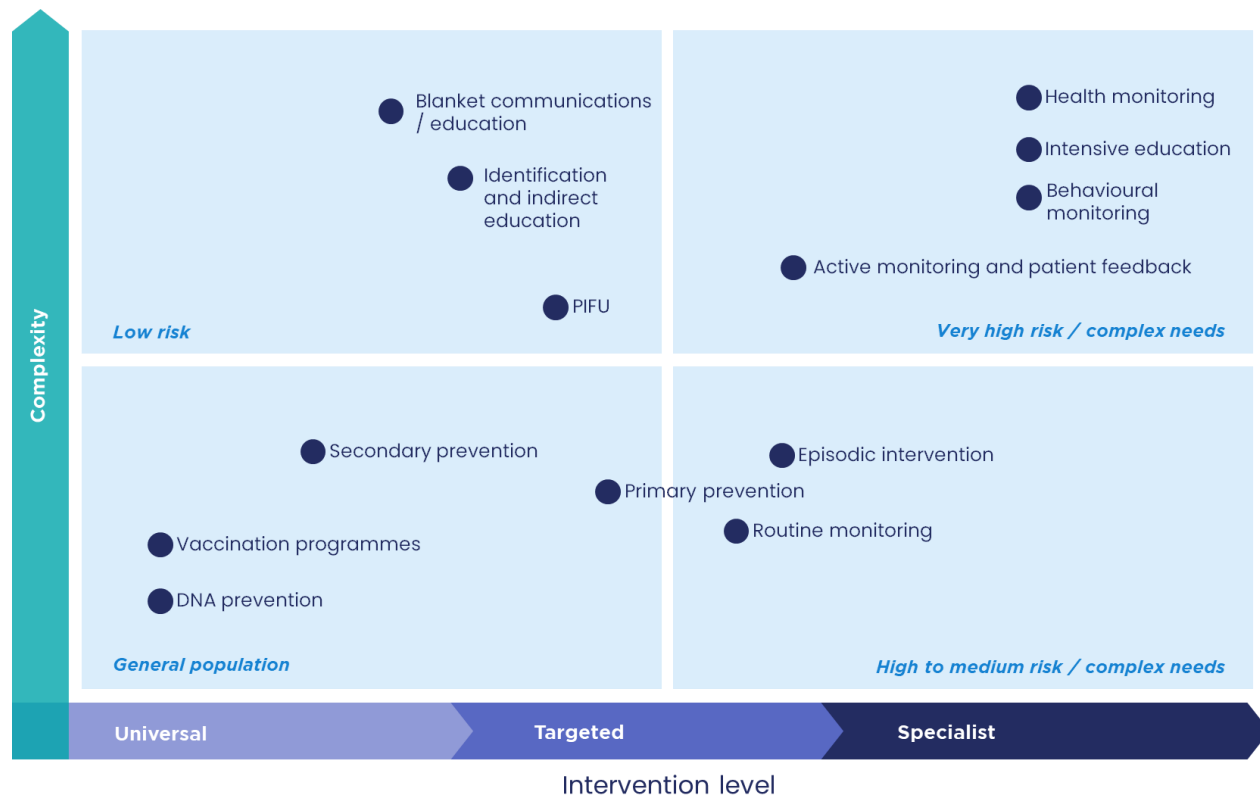 Complexity
Blanket communications
/ education
Identification
and indirect
education
PIFU
Low risk
Health monitoring
Intensive education
Behavioural
monitoring
Active monitoring and patient feedback
Very high risk / complex needs
Secondary prevention
Primary prevention
Vaccination programmes
DNA prevention
General population
Episodic intervention
Routine monitoring
High to medium risk / complex needs
Universal
Targeted
Specialist
Intervention level